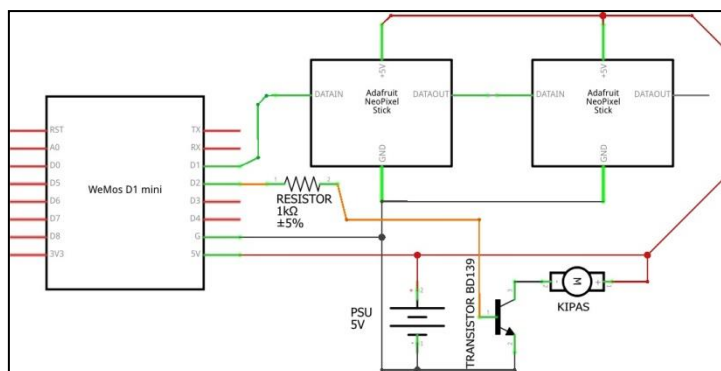 +5V
+5V
Adafruit
NeoPixel
Stick
Adafruit
NeoPixel
Stick
DATAIN
DATAOUT
DATAIN
DATAOUT
GND
GND
WeMos D1 mini
RST
A0
D0
D5
D6
D7
D8
3V3
TX
RX
D1
D2
D3
D4
G
5V
1
2
RESISTOR
1kΩ
±5%
PSU
5V
TRANSISTOR BD139
M
KIPAS